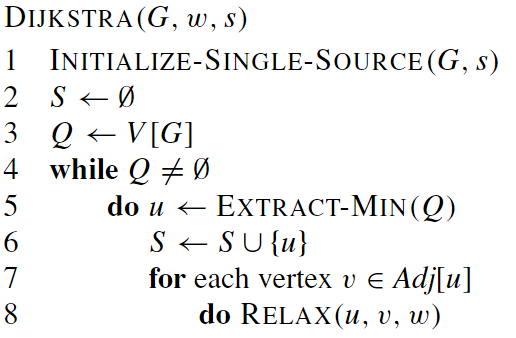 DIJKSTRA(G, w, s)
1 INITIALIZE-SINGLE-SOURCE(G, s)
2 S ← Ø
3 Q ← V[G]
4 while Q ≠ Ø
5 do u ← EXTRACT-MIN(Q)
6 S ← S ∪ {u}
7 for each vertex v ∈ Adj[u]
8 do RELAX(u, v, w)